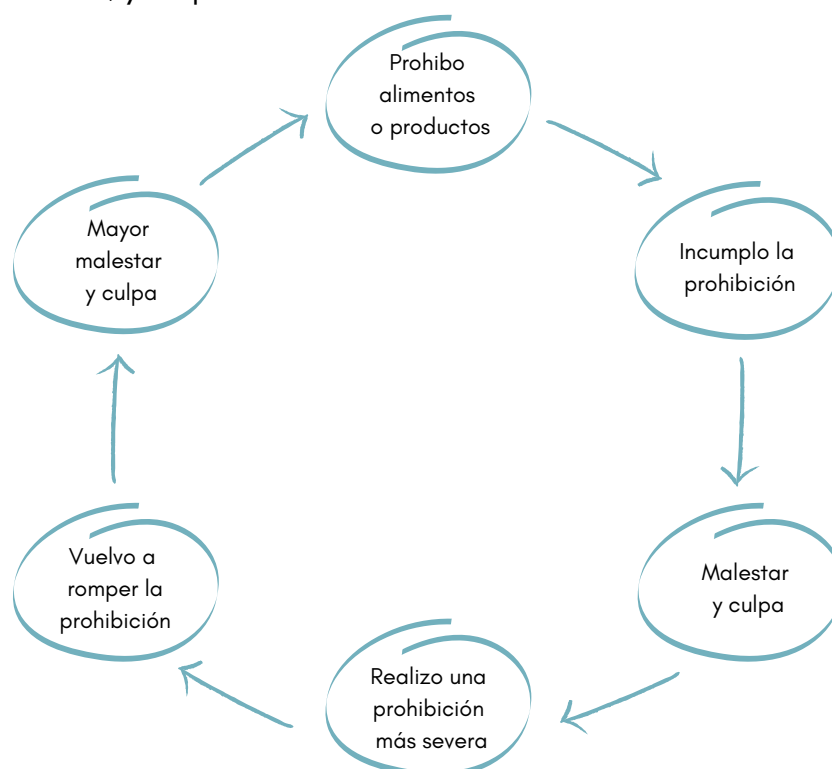 Prohibo
alimentos
o productos
Incumplo la
prohibición
Malestar
y culpa
Realizo una
prohibición
más severa
Vuelvo a
romper la
prohibición
Mayor
malestar
y culpa